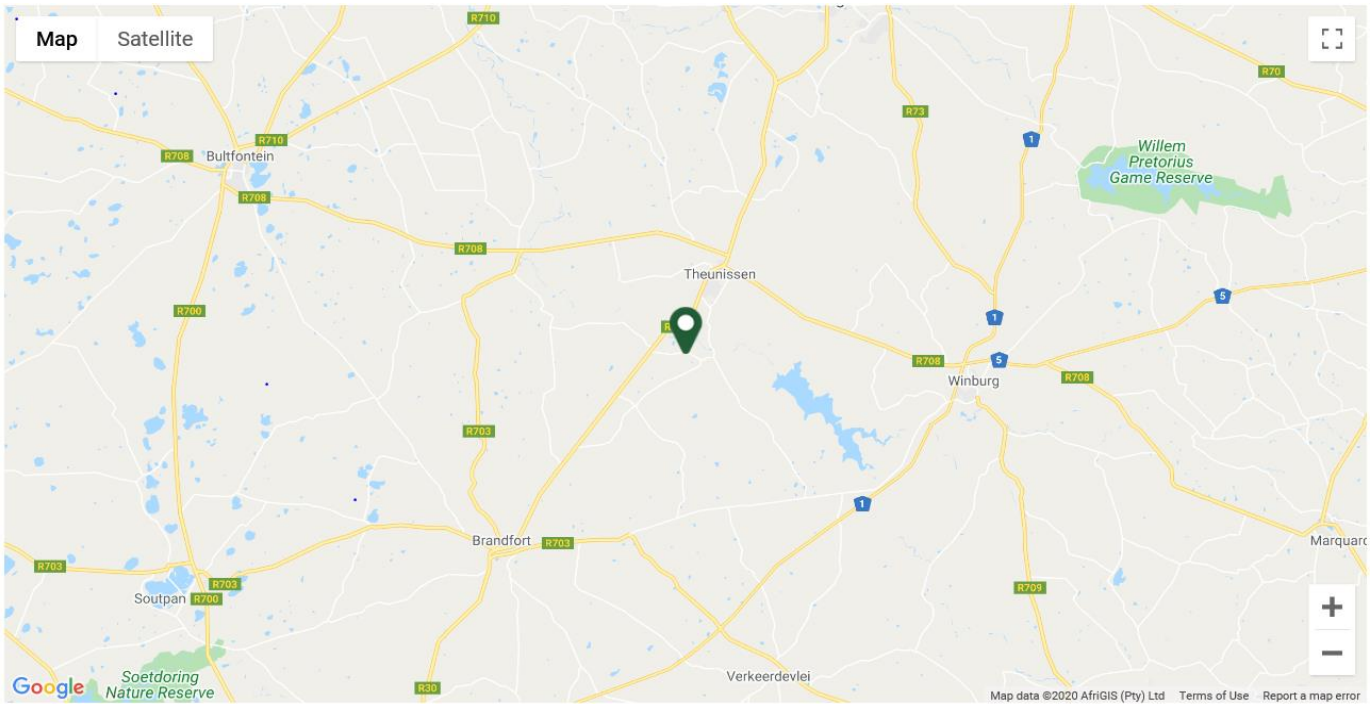 R710
Map
Satellite
R70
R73
1
R710
Willem
Pretorius
Game Reserve
R708
Bultfontein
R708
R708
Theunissen
5
R700
1
R708
5
R708
Winburg
R703
1
Brandfort
R703
Marquard
R703
R703
R709
Soutpan
R700
Verkeerdevlei
Soetdoring
Nature Reserve
R30
Google
Map data ©2020 AfriGIS (Pty) Ltd
Terms of Use
Report a map error